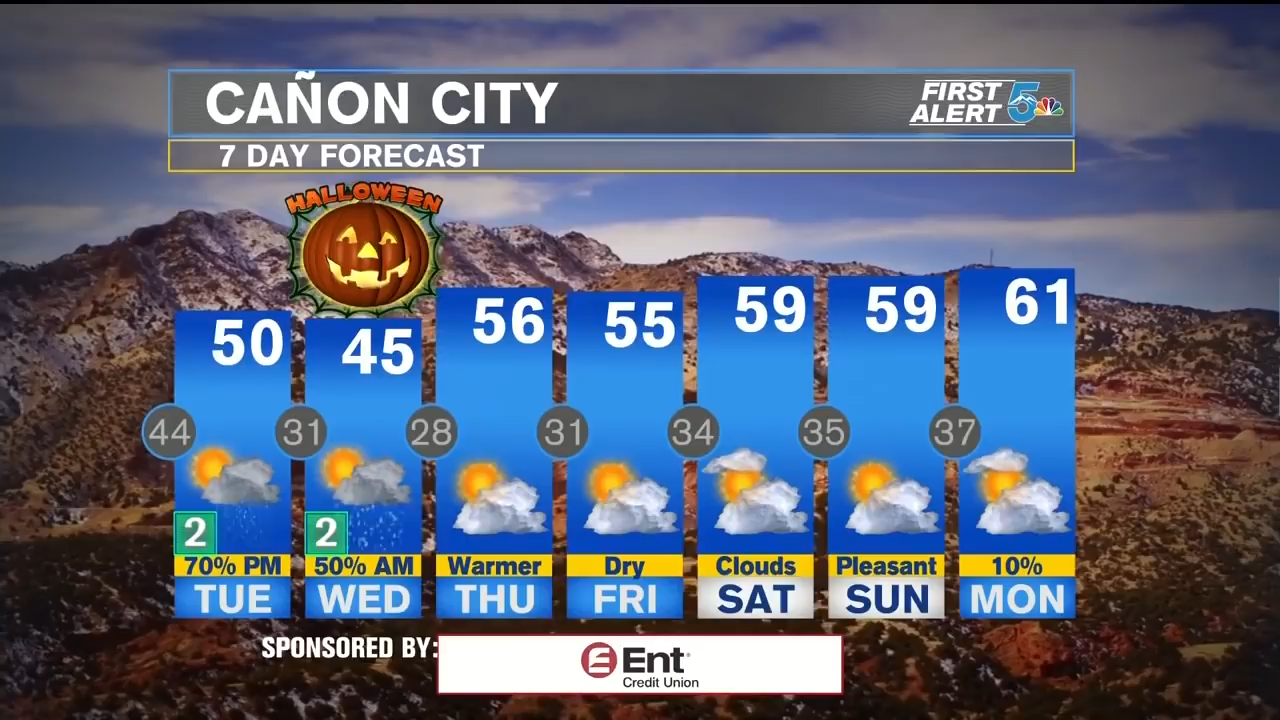 CAÑON CITY
FIRST
ALERT 5
7 DAY FORECAST
HALLOWEEN
50 45 56 55 59 59 61
44 31 28 31 34 35 37
2 2
70% PM 50% AM Warmer Dry Clouds Pleasant 10%
TUE WED THU FRI SAT SUN MON
SPONSORED BY:
Ent
Credit Union